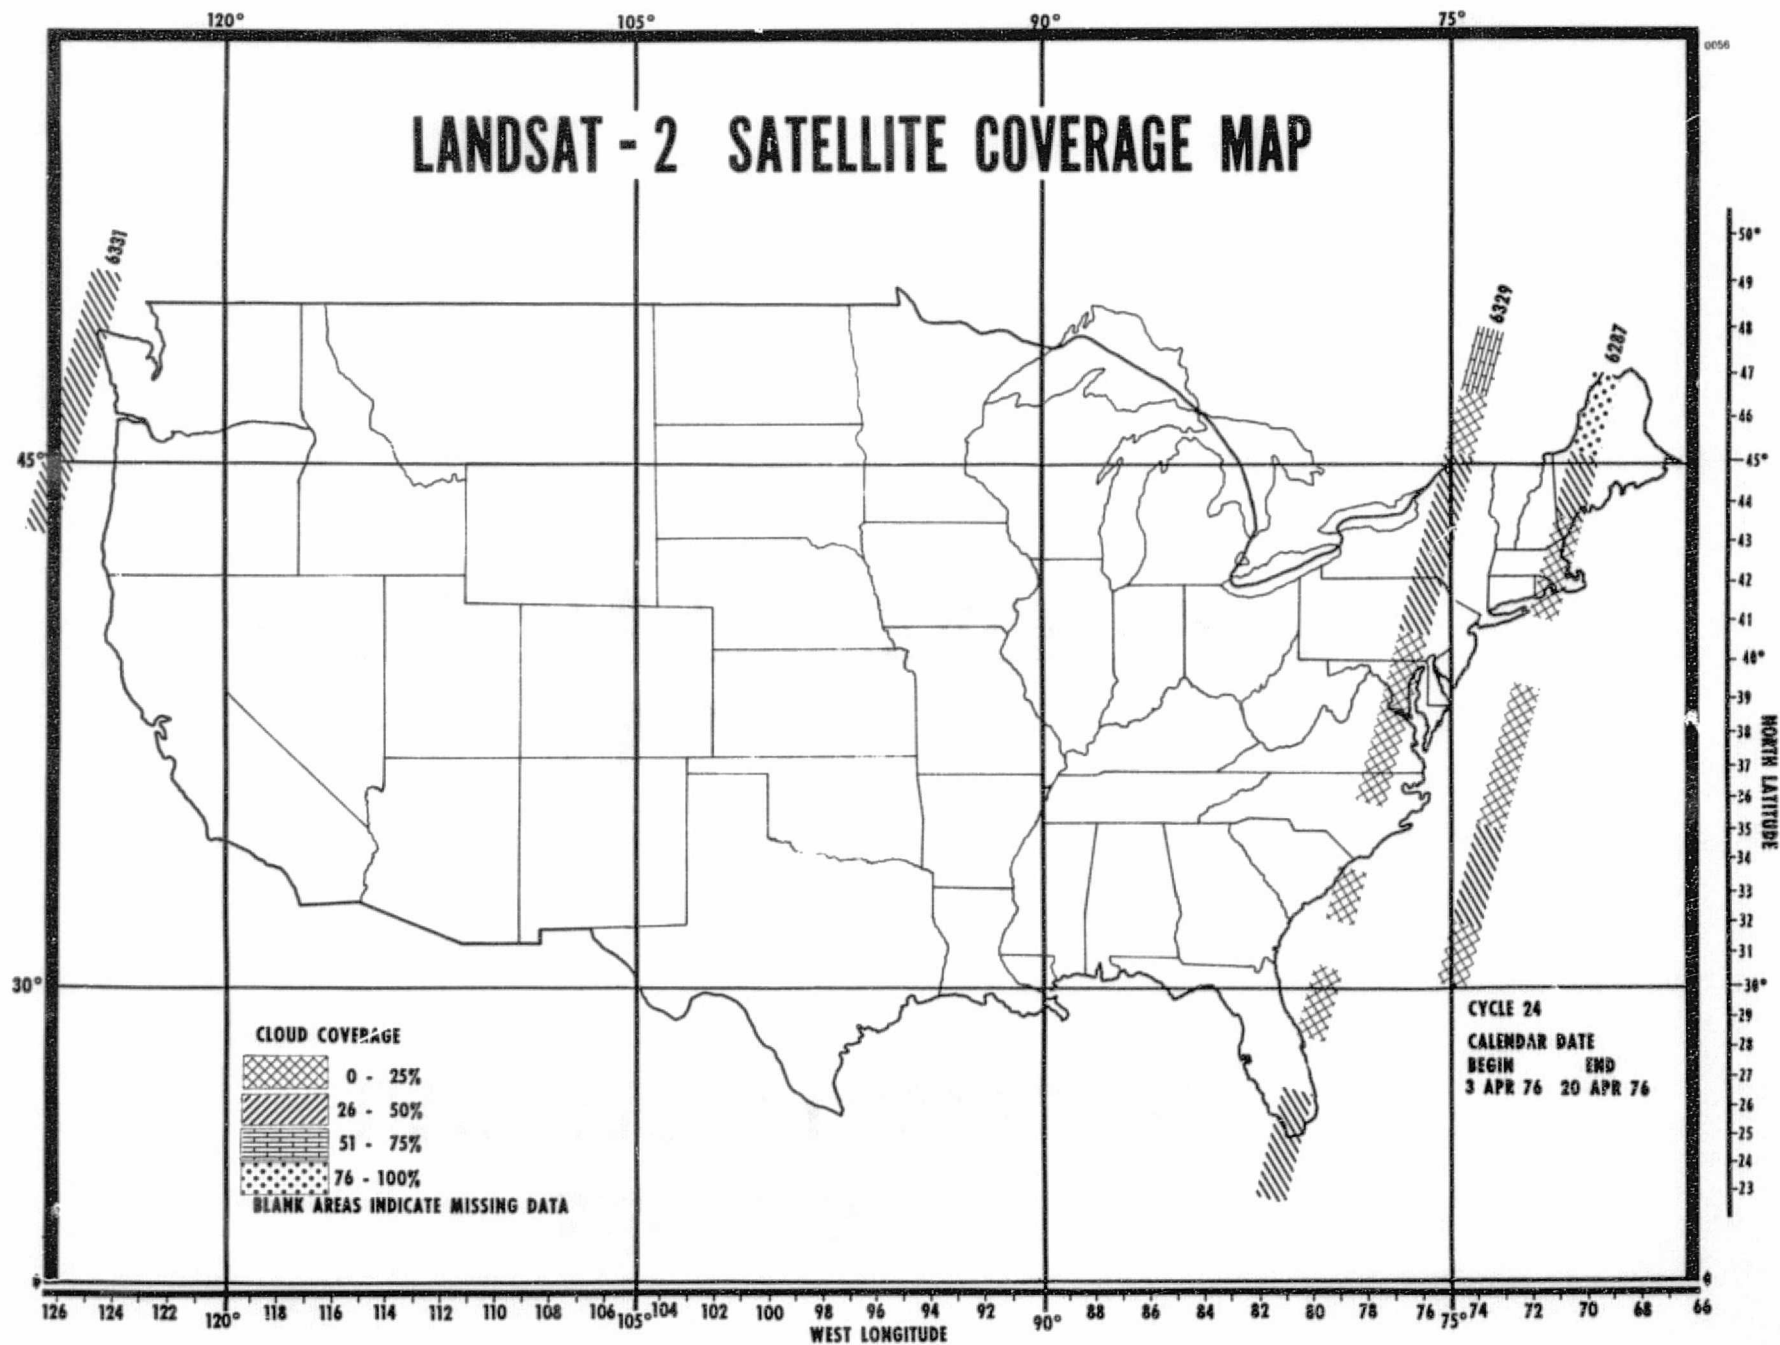 120° 105° 90° 75°
0056
LANDSAT - 2 SATELLITE COVERAGE MAP
6331
6329
6287
50°
49
48
47
46
45°
44
43
42
41
40°
39
38
37
36
35
34
33
32
31
30°
29
28
27
26
25
24
23
NORTH LATITUDE
45°
30°
CLOUD COVERAGE
0 - 25%
26 - 50%
51 - 75%
76 - 100%
BLANK AREAS INDICATE MISSING DATA
CYCLE 24
CALENDAR DATE
BEGIN END
3 APR 76 20 APR 76
126 124 122 120° 118 116 114 112 110 108 106 105° 104 102 100 98 96 94 92 90° 88 86 84 82 80 78 76 75° 74 72 70 68 66
WEST LONGITUDE